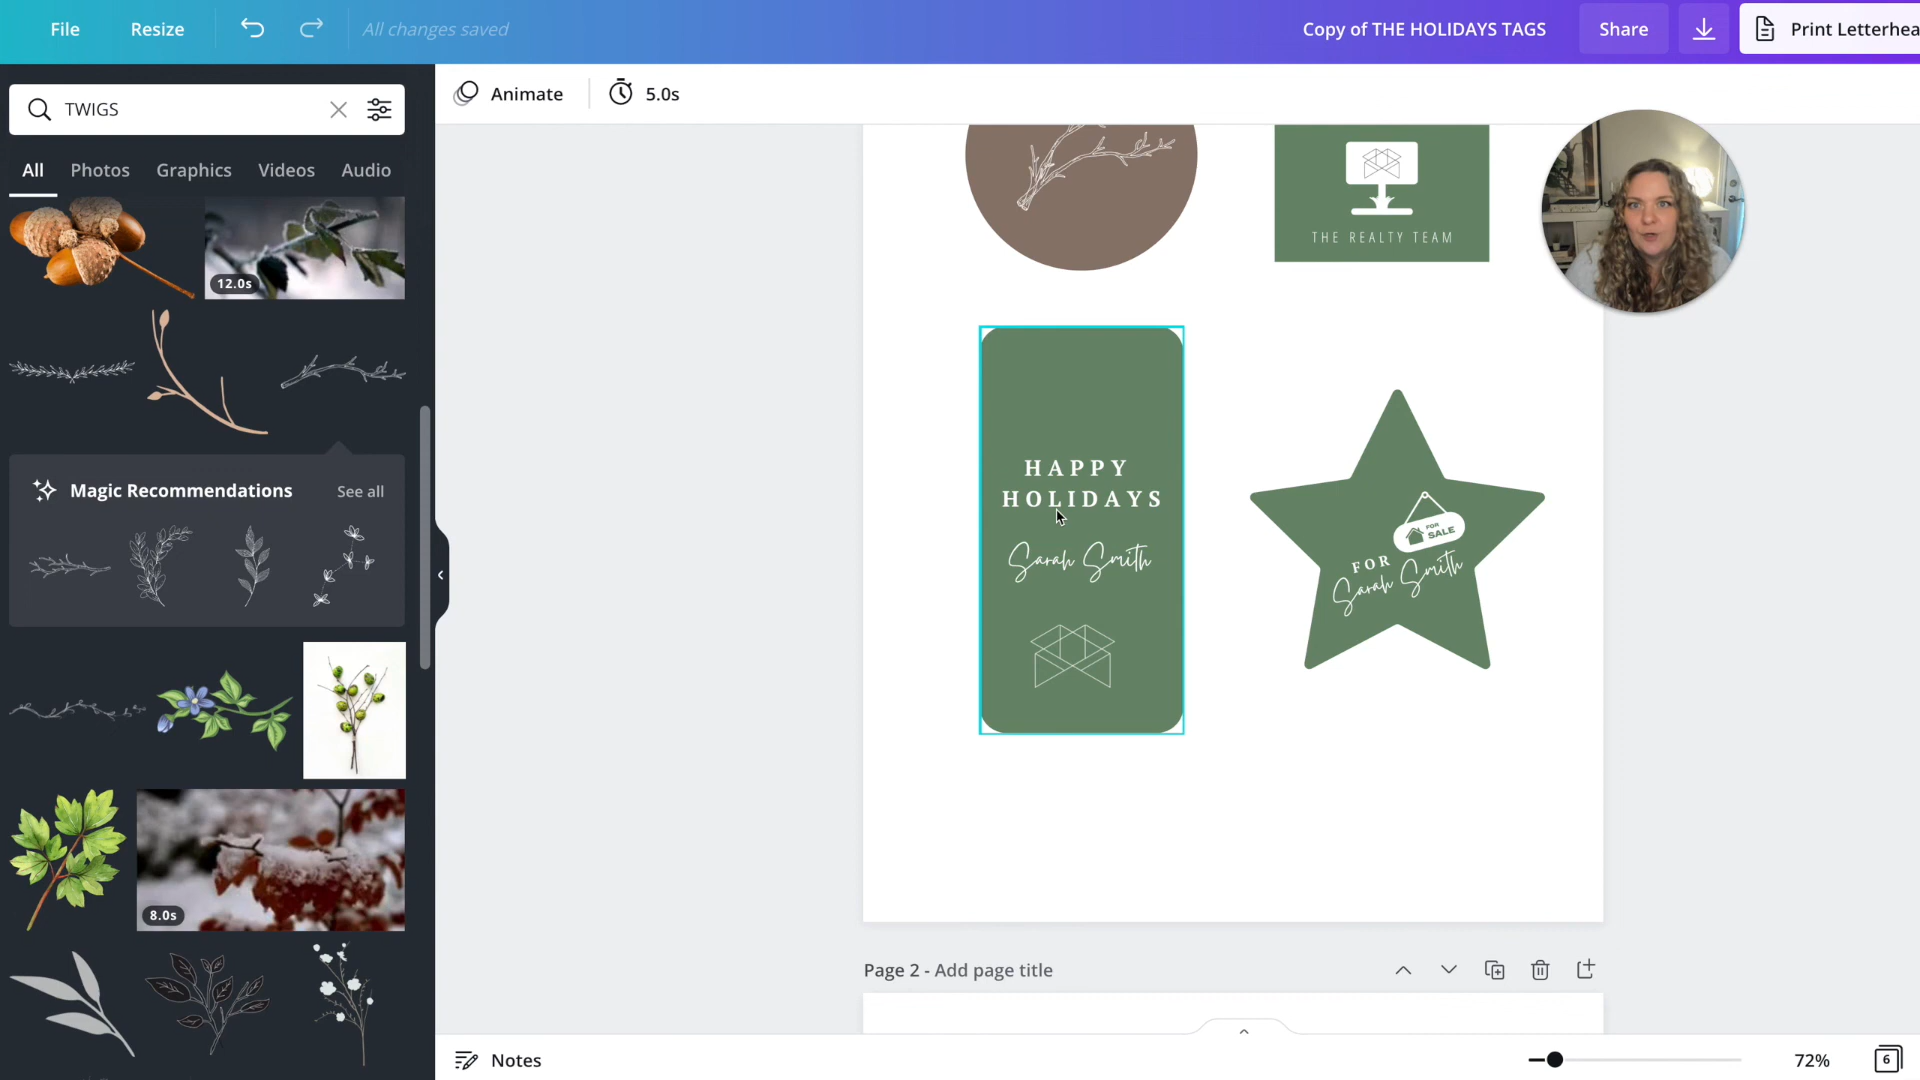 File
Resize
All changes saved
Copy of THE HOLIDAYS TAGS
Share
Print Letterhea
TWIGS
Animate
5.0s
All
Photos
Graphics
Videos
Audio
12.0s
THE REALTY TEAM
Magic Recommendations
See all
HAPPY
HOLIDAYS
Sarah Smith
FOR
SALE
FOR
Sarah Smith
8.0s
Page 2 - Add page title
Notes
72%
6